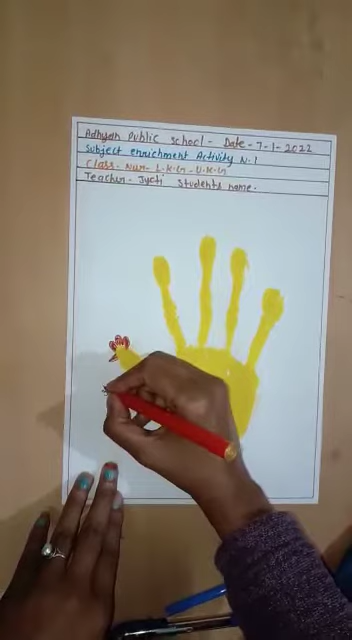 Adhyan Public School - Date - 7-1-2022
Subject enrichment Activity N.1
Class - Nur - L.K.G - U.K.G
Teacher - Jyoti Students name -